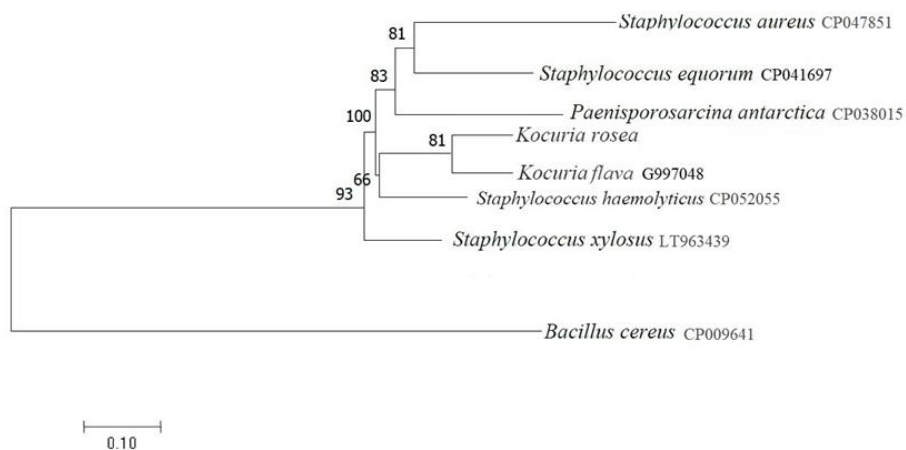 Staphylococcus aureus CP047851
81
Staphylococcus equorum CP041697
83
Paenisporosarcina antarctica CP038015
100
Kocuria rosea
81
Kocuria flava G997048
66
Staphylococcus haemolyticus CP052055
93
Staphylococcus xylosus LT963439
Bacillus cereus CP009641
0.10